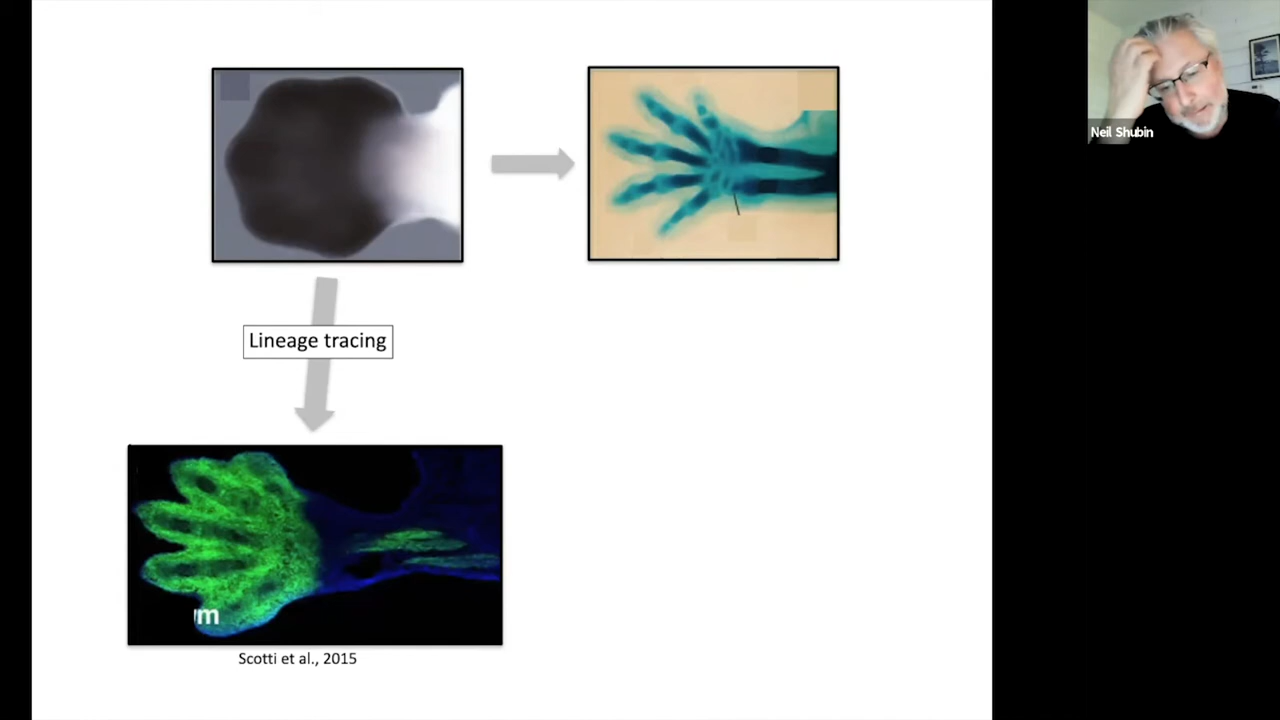 Neil Shubin
Lineage tracing
m
Scotti et al., 2015